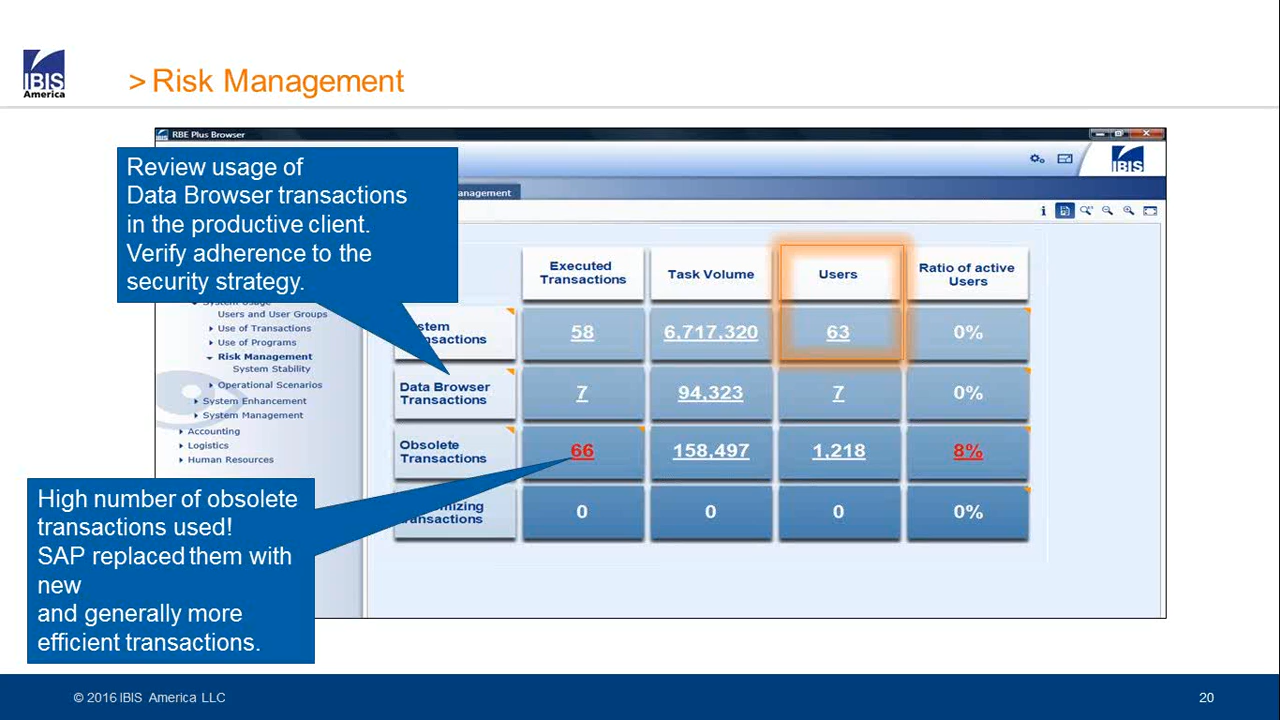 IBIS
America
> Risk Management
RBE Plus Browser
IBIS
Review usage of
Data Browser transactions
in the productive client.
Verify adherence to the
security strategy.
Executed
Transactions
Task Volume
Users
Ratio of active
Users
58
6,717,320
63
0%
Data Browser
Transactions
7
94,323
7
0%
Obsolete
Transactions
66
158,497
1,218
8%
0
0
0
0%
System Usage
Users and User Groups
Use of Transactions
Use of Programs
Risk Management
System Stability
Operational Scenarios
System Enhancement
System Management
Accounting
Logistics
Human Resources
High number of obsolete
transactions used!
SAP replaced them with
new
and generally more
efficient transactions.
© 2016 IBIS America LLC
20